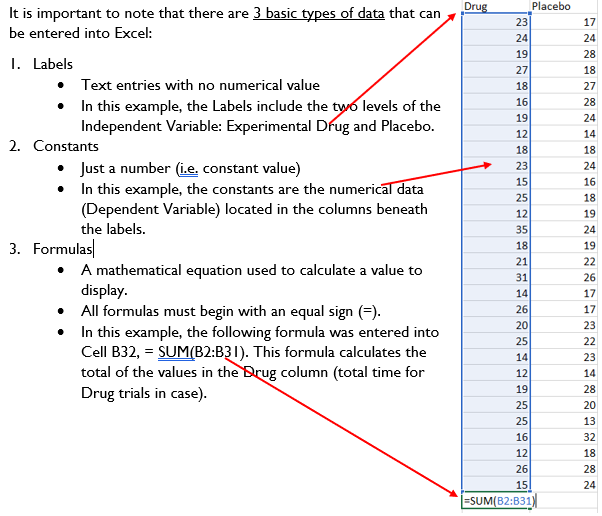 It is important to note that there are 3 basic types of data that can
be entered into Excel:
1. Labels
• Text entries with no numerical value
• In this example, the Labels include the two levels of the
Independent Variable: Experimental Drug and Placebo.
2. Constants
• Just a number (i.e. constant value)
• In this example, the constants are the numerical data
(Dependent Variable) located in the columns beneath
the labels.
3. Formulas
• A mathematical equation used to calculate a value to
display.
• All formulas must begin with an equal sign (=).
• In this example, the following formula was entered into
Cell B32, = SUM(B2:B31). This formula calculates the
total of the values in the Drug column (total time for
Drug trials in case).
Drug Placebo
23 17
24 24
19 28
27 18
18 27
16 28
19 24
12 14
18 18
23 24
15 16
25 18
12 19
35 24
18 19
21 22
31 26
14 17
26 17
20 23
25 22
14 23
12 14
19 28
25 20
25 13
16 32
12 18
26 28
15 24
=SUM(B2:B31)